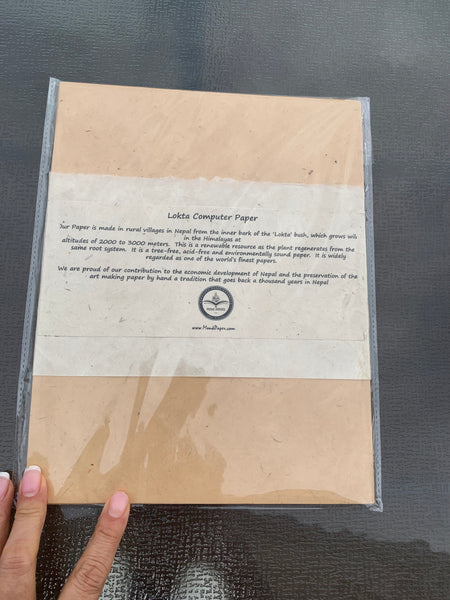 Lokta Computer Paper
Our Paper is made in rural villages in Nepal from the inner bark of the 'Lokta' bush, which grows wil
in the Himalayas at
altitudes of 2000 to 3000 meters. This is a renewable resource as the plant regenerates from the
same root system. It is a tree-free, acid-free and environmentally sound paper. It is widely
regarded as one of the world's finest papers.
We are proud of our contribution to the economic development of Nepal and the preservation of the
art making paper by hand a tradition that goes back a thousand years in Nepal
www.MondiPaper.com